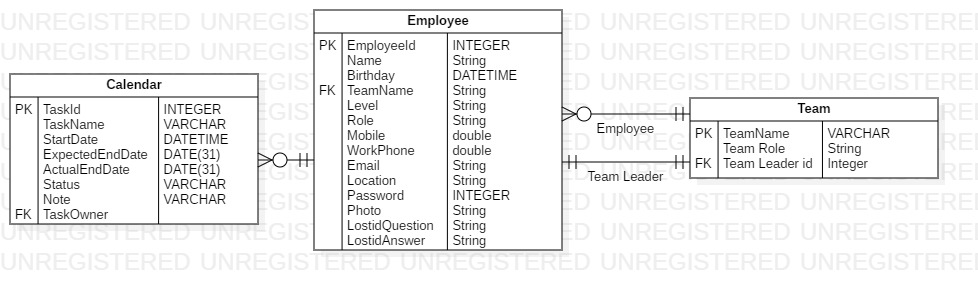 Employee
PK EmployeeId INTEGER
Name String
Birthday DATETIME
FK TeamName String
Level String
Role String
Mobile double
WorkPhone double
Email String
Location String
Password INTEGER
Photo String
LostidQuestion String
LostidAnswer String
Calendar
PK TaskId INTEGER
TaskName VARCHAR
StartDate DATETIME
ExpectedEndDate DATE(31)
ActualEndDate DATE(31)
Status VARCHAR
Note VARCHAR
FK TaskOwner
Employee
Team Leader
Team
PK TeamName VARCHAR
Team Role String
FK Team Leader id Integer
UNREGISTERED UNREGISTERED UNREGISTERED UNREGISTERED UNREGISTERED